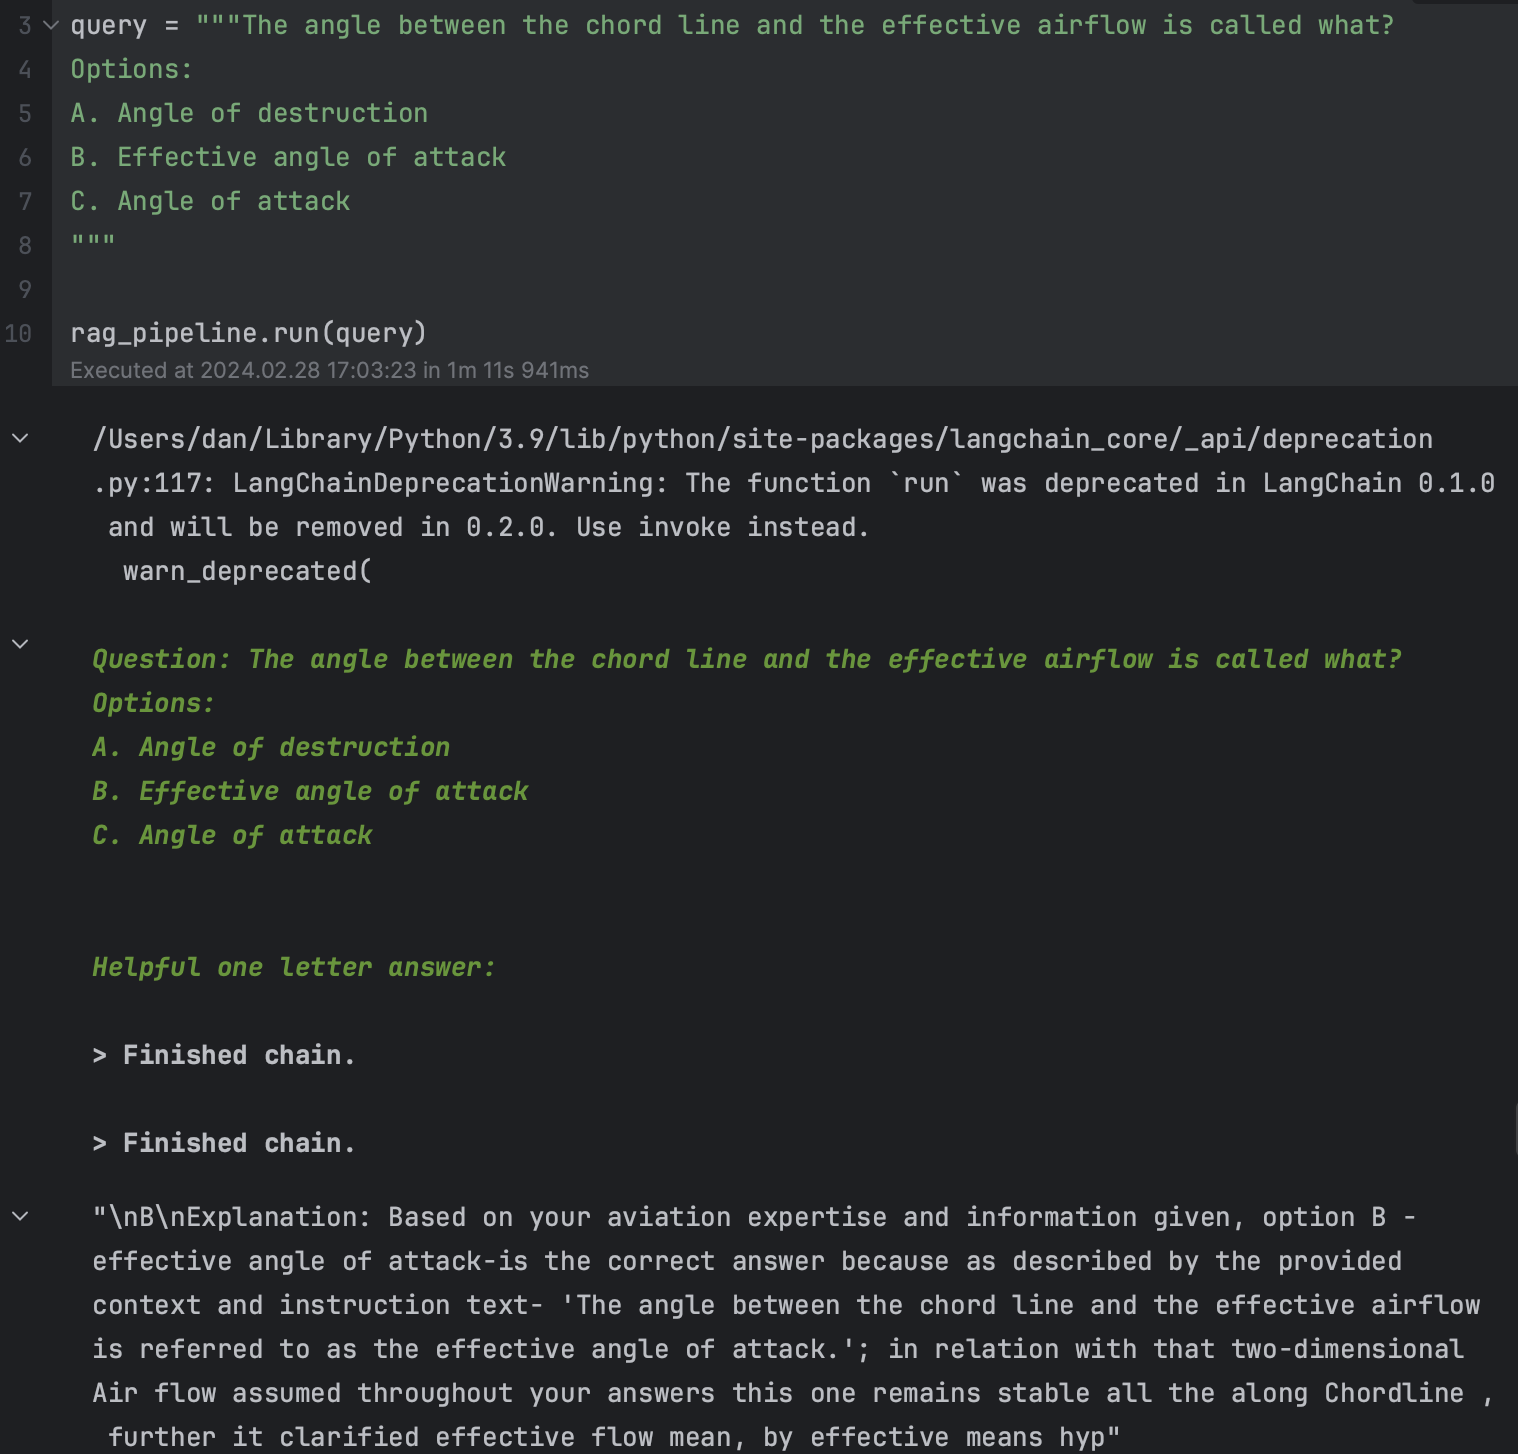 3 query = """The angle between the chord line and the effective airflow is called what?
4 Options:
5 A. Angle of destruction
6 B. Effective angle of attack
7 C. Angle of attack
8 """
9
10 rag_pipeline.run(query)
Executed at 2024.02.28 17:03:23 in 1m 11s 941ms
/Users/dan/Library/Python/3.9/lib/python/site-packages/langchain_core/_api/deprecation
.py:117: LangChainDeprecationWarning: The function `run` was deprecated in LangChain 0.1.0
and will be removed in 0.2.0. Use invoke instead.
warn_deprecated(
Question: The angle between the chord line and the effective airflow is called what?
Options:
A. Angle of destruction
B. Effective angle of attack
C. Angle of attack
Helpful one letter answer:
> Finished chain.
> Finished chain.
"\nB\nExplanation: Based on your aviation expertise and information given, option B -
effective angle of attack-is the correct answer because as described by the provided
context and instruction text- 'The angle between the chord line and the effective airflow
is referred to as the effective angle of attack.'; in relation with that two-dimensional
Air flow assumed throughout your answers this one remains stable all the along Chordline ,
further it clarified effective flow mean, by effective means hyp"